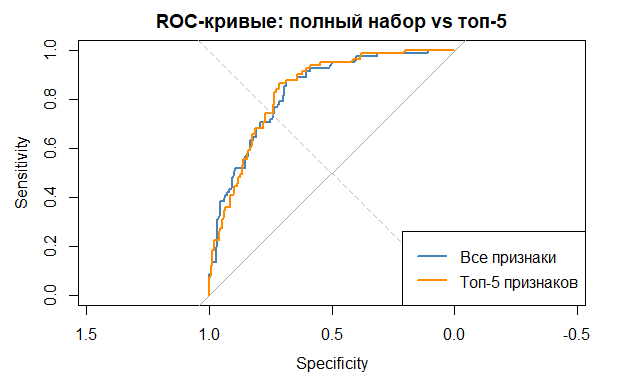 ROC-кривые: полный набор vs топ-5
Sensitivity
1.0
0.8
0.6
0.4
0.2
0.0
Все признаки
Топ-5 признаков
1.5 1.0 0.5 0.0 -0.5
Specificity